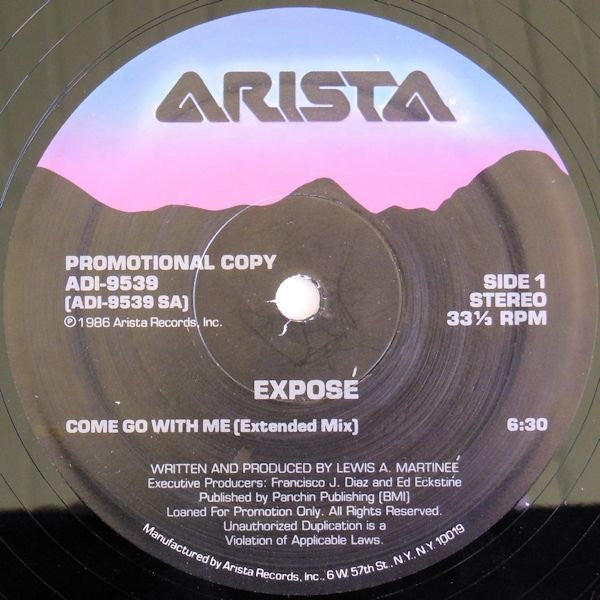 ARISTA
PROMOTIONAL COPY
ADI-9539
(ADI-9539 SA)
℗ 1986 Arista Records, Inc.
SIDE 1
STEREO
33⅓ RPM
EXPOSÉ
COME GO WITH ME (Extended Mix) 6:30
WRITTEN AND PRODUCED BY LEWIS A. MARTINEÉ
Executive Producers: Francisco J. Diaz and Ed Eckstine
Published by Panchin Publishing (BMI)
Loaned For Promotion Only. All Rights Reserved.
Unauthorized Duplication is a
Violation of Applicable Laws.
Manufactured by Arista Records, Inc., 6 W. 57th St., N.Y., N.Y. 10019